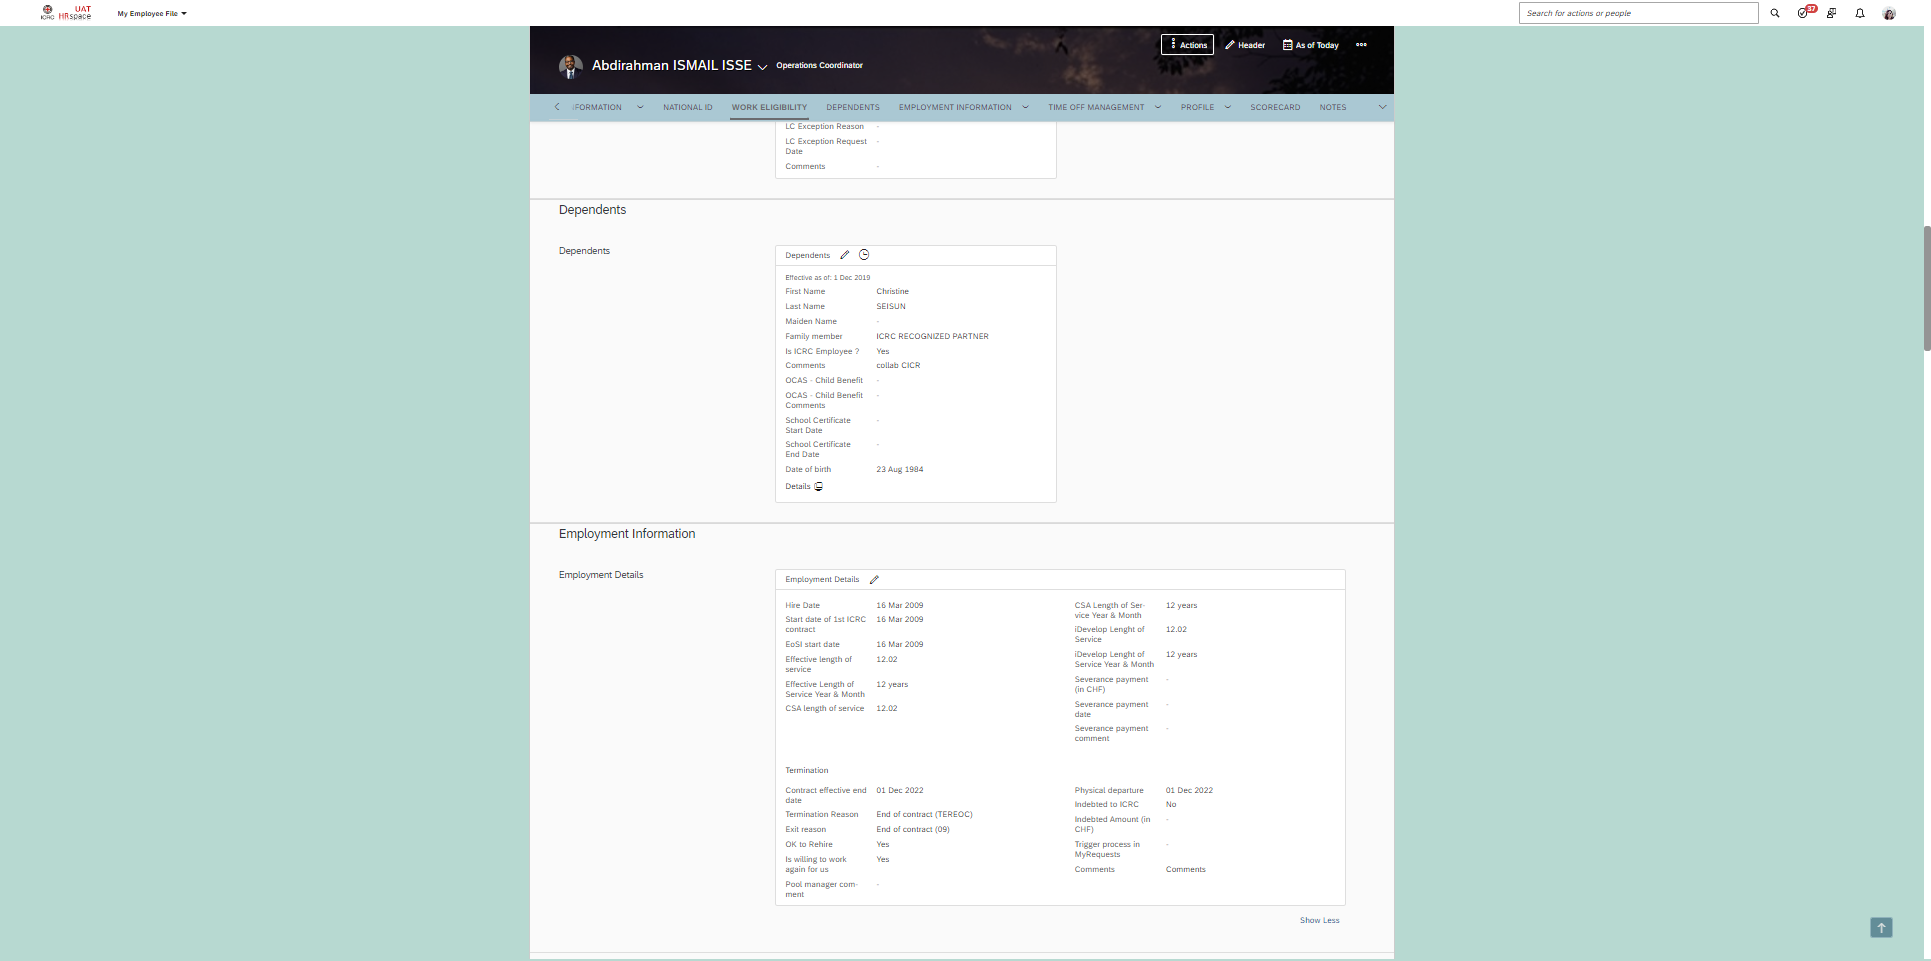 ICRC UAT HRspace My Employee File Search for actions or people 37
Actions Header As of Today
Abdirahman ISMAIL ISSE Operations Coordinator
FORMATION NATIONAL ID WORK ELIGIBILITY DEPENDENTS EMPLOYMENT INFORMATION TIME OFF MANAGEMENT PROFILE SCORECARD NOTES
LC Exception Reason -
LC Exception Request -
Date
Comments -
Dependents
Dependents
Dependents
Effective as of: 1 Dec 2019
First Name Christine
Last Name SEISUN
Maiden Name -
Family member ICRC RECOGNIZED PARTNER
Is ICRC Employee ? Yes
Comments collab CICR
OCAS - Child Benefit -
OCAS - Child Benefit -
Comments
School Certificate -
Start Date
School Certificate -
End Date
Date of birth 23 Aug 1984
Details
Employment Information
Employment Details
Employment Details
Hire Date 16 Mar 2009
Start date of 1st ICRC 16 Mar 2009
contract
EoSI start date 16 Mar 2009
Effective length of 12.02
service
Effective Length of 12 years
Service Year & Month
CSA length of service 12.02
CSA Length of Ser- 12 years
vice Year & Month
iDevelop Lenght of 12.02
Service
iDevelop Lenght of 12 years
Service Year & Month
Severance payment -
(in CHF)
Severance payment -
date
Severance payment -
comment
Termination
Contract effective end 01 Dec 2022
date
Termination Reason End of contract (TEREOC)
Exit reason End of contract (09)
OK to Rehire Yes
Is willing to work Yes
again for us
Pool manager com- -
ment
Physical departure 01 Dec 2022
Indebted to ICRC No
Indebted Amount (in -
CHF)
Trigger process in -
MyRequests
Comments Comments
Show Less